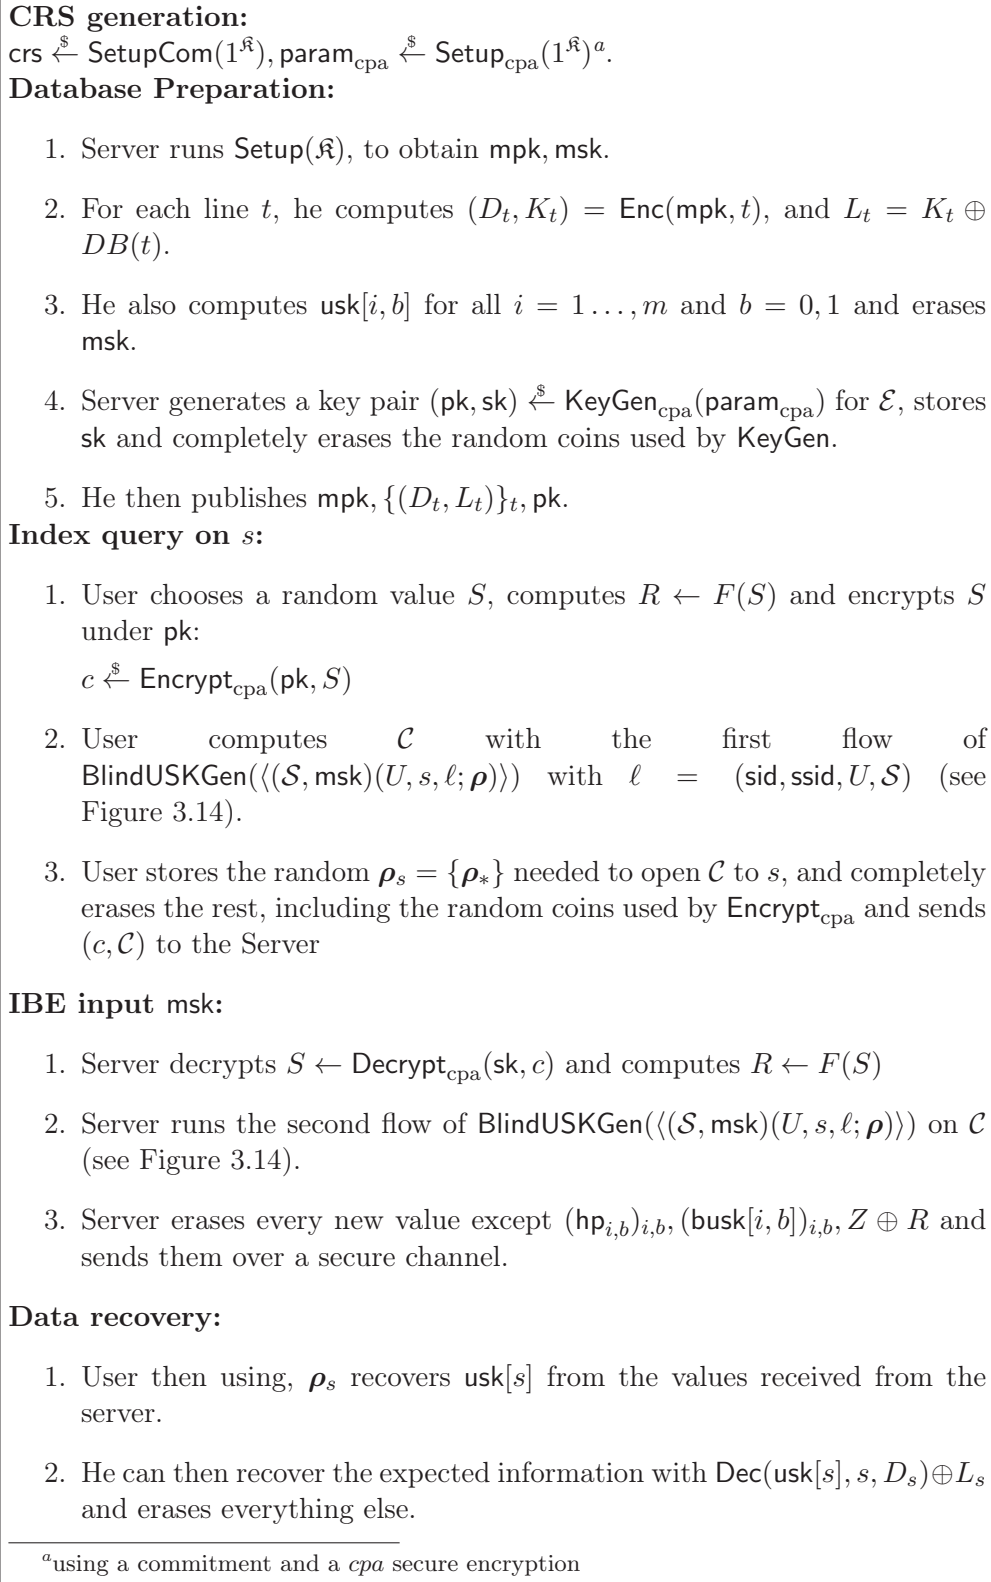 CRS generation:
crs ←$ SetupCom(1^𝔎), param_cpa ←$ Setup_cpa(1^𝔎)^a.
Database Preparation:
1. Server runs Setup(𝔎), to obtain mpk, msk.
2. For each line t, he computes (D_t, K_t) = Enc(mpk, t), and L_t = K_t ⊕
DB(t).
3. He also computes usk[i, b] for all i = 1 . . . , m and b = 0, 1 and erases
msk.
4. Server generates a key pair (pk, sk) ←$ KeyGen_cpa(param_cpa) for ℰ, stores
sk and completely erases the random coins used by KeyGen.
5. He then publishes mpk, {(D_t, L_t)}_t, pk.
Index query on s:
1. User chooses a random value S, computes R ← F(S) and encrypts S
under pk:
c ←$ Encrypt_cpa(pk, S)
2. User computes 𝒞 with the first flow of
BlindUSKGen(⟨(𝒮, msk)(U, s, ℓ; ρ)⟩) with ℓ = (sid, ssid, U, 𝒮) (see
Figure 3.14).
3. User stores the random ρ_s = {ρ_*} needed to open 𝒞 to s, and completely
erases the rest, including the random coins used by Encrypt_cpa and sends
(c, 𝒞) to the Server
IBE input msk:
1. Server decrypts S ← Decrypt_cpa(sk, c) and computes R ← F(S)
2. Server runs the second flow of BlindUSKGen(⟨(𝒮, msk)(U, s, ℓ; ρ)⟩) on 𝒞
(see Figure 3.14).
3. Server erases every new value except (hp_{i,b})_{i,b}, (busk[i, b])_{i,b}, Z ⊕ R and
sends them over a secure channel.
Data recovery:
1. User then using, ρ_s recovers usk[s] from the values received from the
server.
2. He can then recover the expected information with Dec(usk[s], s, D_s)⊕L_s
and erases everything else.
^a using a commitment and a cpa secure encryption